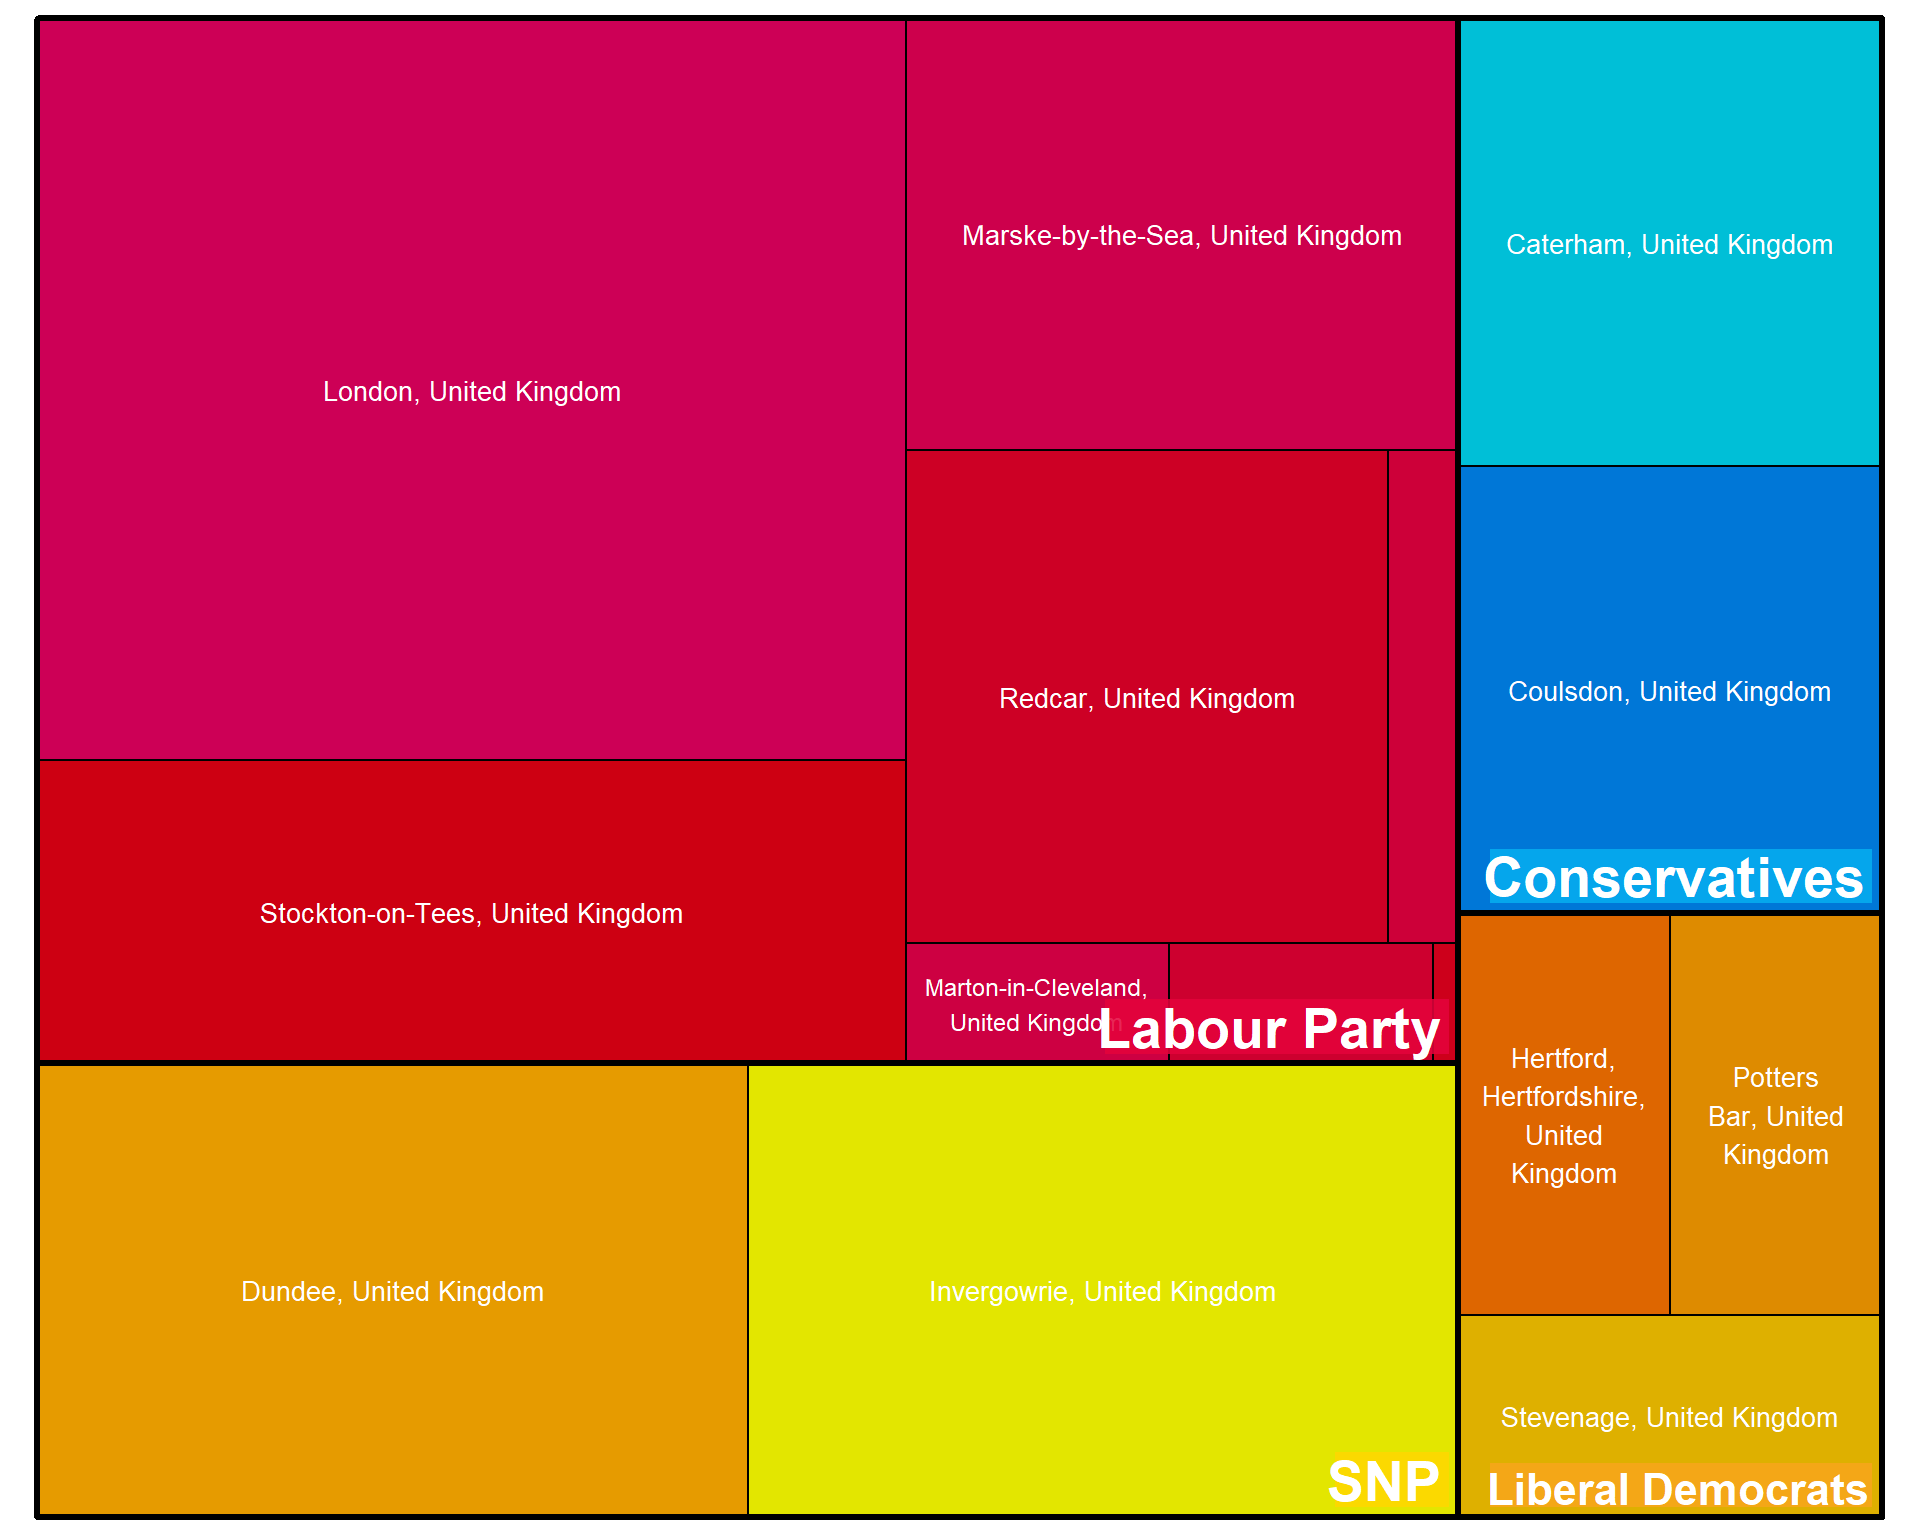 London, United Kingdom
Stockton-on-Tees, United Kingdom
Marske-by-the-Sea, United Kingdom
Redcar, United Kingdom
Marton-in-Cleveland,
United Kingdom
Labour Party
Dundee, United Kingdom
Invergowrie, United Kingdom
SNP
Caterham, United Kingdom
Coulsdon, United Kingdom
Conservatives
Hertford,
Hertfordshire,
United
Kingdom
Potters
Bar, United
Kingdom
Stevenage, United Kingdom
Liberal Democrats